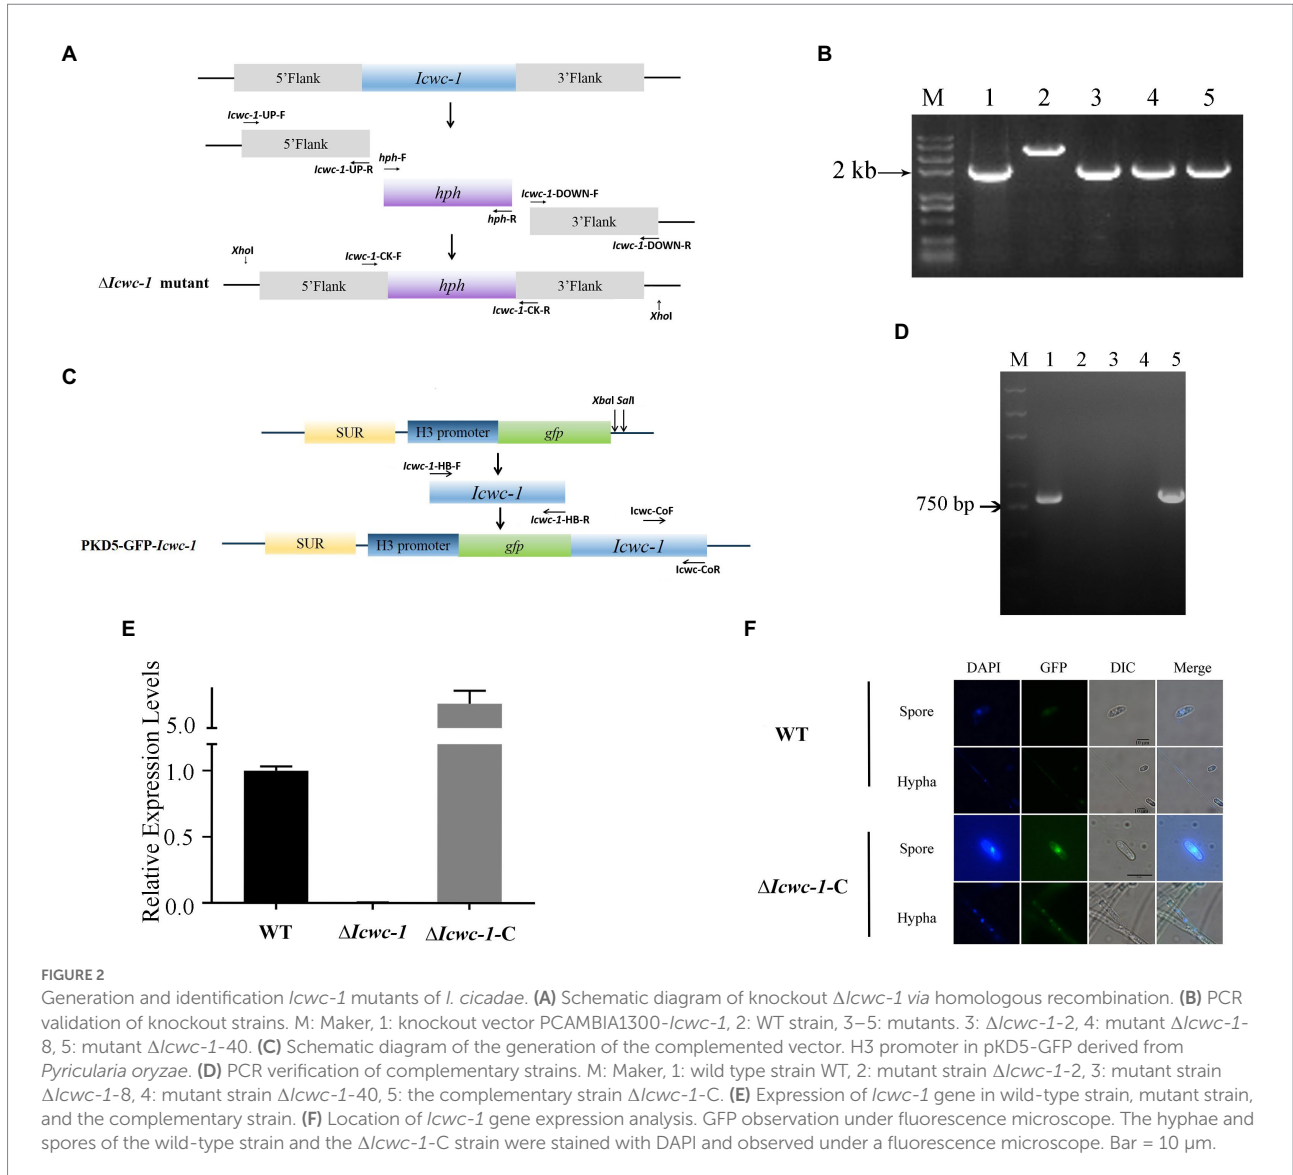 A
5'Flank Icwc-1 3'Flank
Icwc-1-UP-F
5'Flank
Icwc-1-UP-R hph-F
hph
Icwc-1-DOWN-F
hph-R
3'Flank
Icwc-1-DOWN-R
XhoI
Icwc-1-CK-F
ΔIcwc-1 mutant
5'Flank hph 3'Flank
Icwc-1-CK-R
XhoI
B
M 1 2 3 4 5
2 kb
C
XbaI SalI
SUR H3 promoter gfp
Icwc-1-HB-F
Icwc-1
Icwc-1-HB-R
Icwc-CoF
PKD5-GFP-Icwc-1
SUR H3 promoter gfp Icwc-1
Icwc-CoR
D
M 1 2 3 4 5
750 bp
E
Relative Expression Levels
5.0
1.0
0.5
0.0
WT ΔIcwc-1 ΔIcwc-1-C
F
DAPI GFP DIC Merge
WT
Spore
Hypha
ΔIcwc-1-C
Spore
Hypha
FIGURE 2
Generation and identification Icwc-1 mutants of I. cicadae. (A) Schematic diagram of knockout ΔIcwc-1 via homologous recombination. (B) PCR
validation of knockout strains. M: Maker, 1: knockout vector PCAMBIA1300-Icwc-1, 2: WT strain, 3–5: mutants. 3: ΔIcwc-1-2, 4: mutant ΔIcwc-1-
8, 5: mutant ΔIcwc-1-40. (C) Schematic diagram of the generation of the complemented vector. H3 promoter in pKD5-GFP derived from
Pyricularia oryzae. (D) PCR verification of complementary strains. M: Maker, 1: wild type strain WT, 2: mutant strain ΔIcwc-1-2, 3: mutant strain
ΔIcwc-1-8, 4: mutant strain ΔIcwc-1-40, 5: the complementary strain ΔIcwc-1-C. (E) Expression of Icwc-1 gene in wild-type strain, mutant strain,
and the complementary strain. (F) Location of Icwc-1 gene expression analysis. GFP observation under fluorescence microscope. The hyphae and
spores of the wild-type strain and the ΔIcwc-1-C strain were stained with DAPI and observed under a fluorescence microscope. Bar = 10 μm.